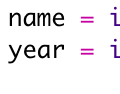 name = i
year = i